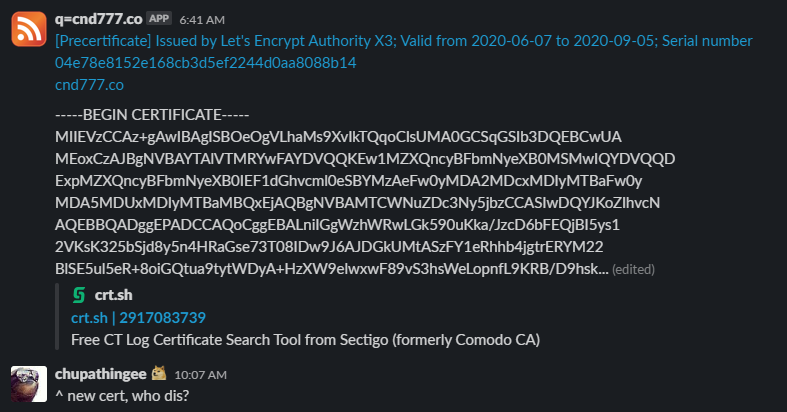 q=cnd777.co APP 6:41 AM
[Precertificate] Issued by Let's Encrypt Authority X3; Valid from 2020-06-07 to 2020-09-05; Serial number
04e78e8152e168cb3d5ef2244d0aa8088b14
cnd777.co
-----BEGIN CERTIFICATE-----
MIIEVzCCAz+gAwIBAgISBOeOgVLhaMs9XvIkTQqoCIsUMA0GCSqGSIb3DQEBCwUA
MEoxCzAJBgNVBAYTAlVTMRYwFAYDVQQKEw1MZXQncyBFbmNyeXB0MSMwIQYDVQQD
ExpMZXQncyBFbmNyeXB0IEF1dGhvcml0eSBYMzAeFw0yMDA2MDcxMDIyMTBaFw0y
MDA5MDUxMDIyMTBaMBQxEjAQBgNVBAMTCWNuZDc3Ny5jbzCCASIwDQYJKoZIhvcN
AQEBBQADggEPADCCAQoCggEBALniIGgWzhWRwLGk590uKka/JzcD6bFEQjBI5ys1
2VKsK325bSjd8y5n4HRaGse73T08IDw9J6AJDGkUMtASzFY1eRhhb4jgtrERYM22
BlSE5ul5eR+8oiGQtua9tytWDyA+HzXW9elwxwF89vS3hsWeLopnfL9KRB/D9hsk... (edited)
crt.sh
crt.sh | 2917083739
Free CT Log Certificate Search Tool from Sectigo (formerly Comodo CA)
chupathingee 10:07 AM
^ new cert, who dis?